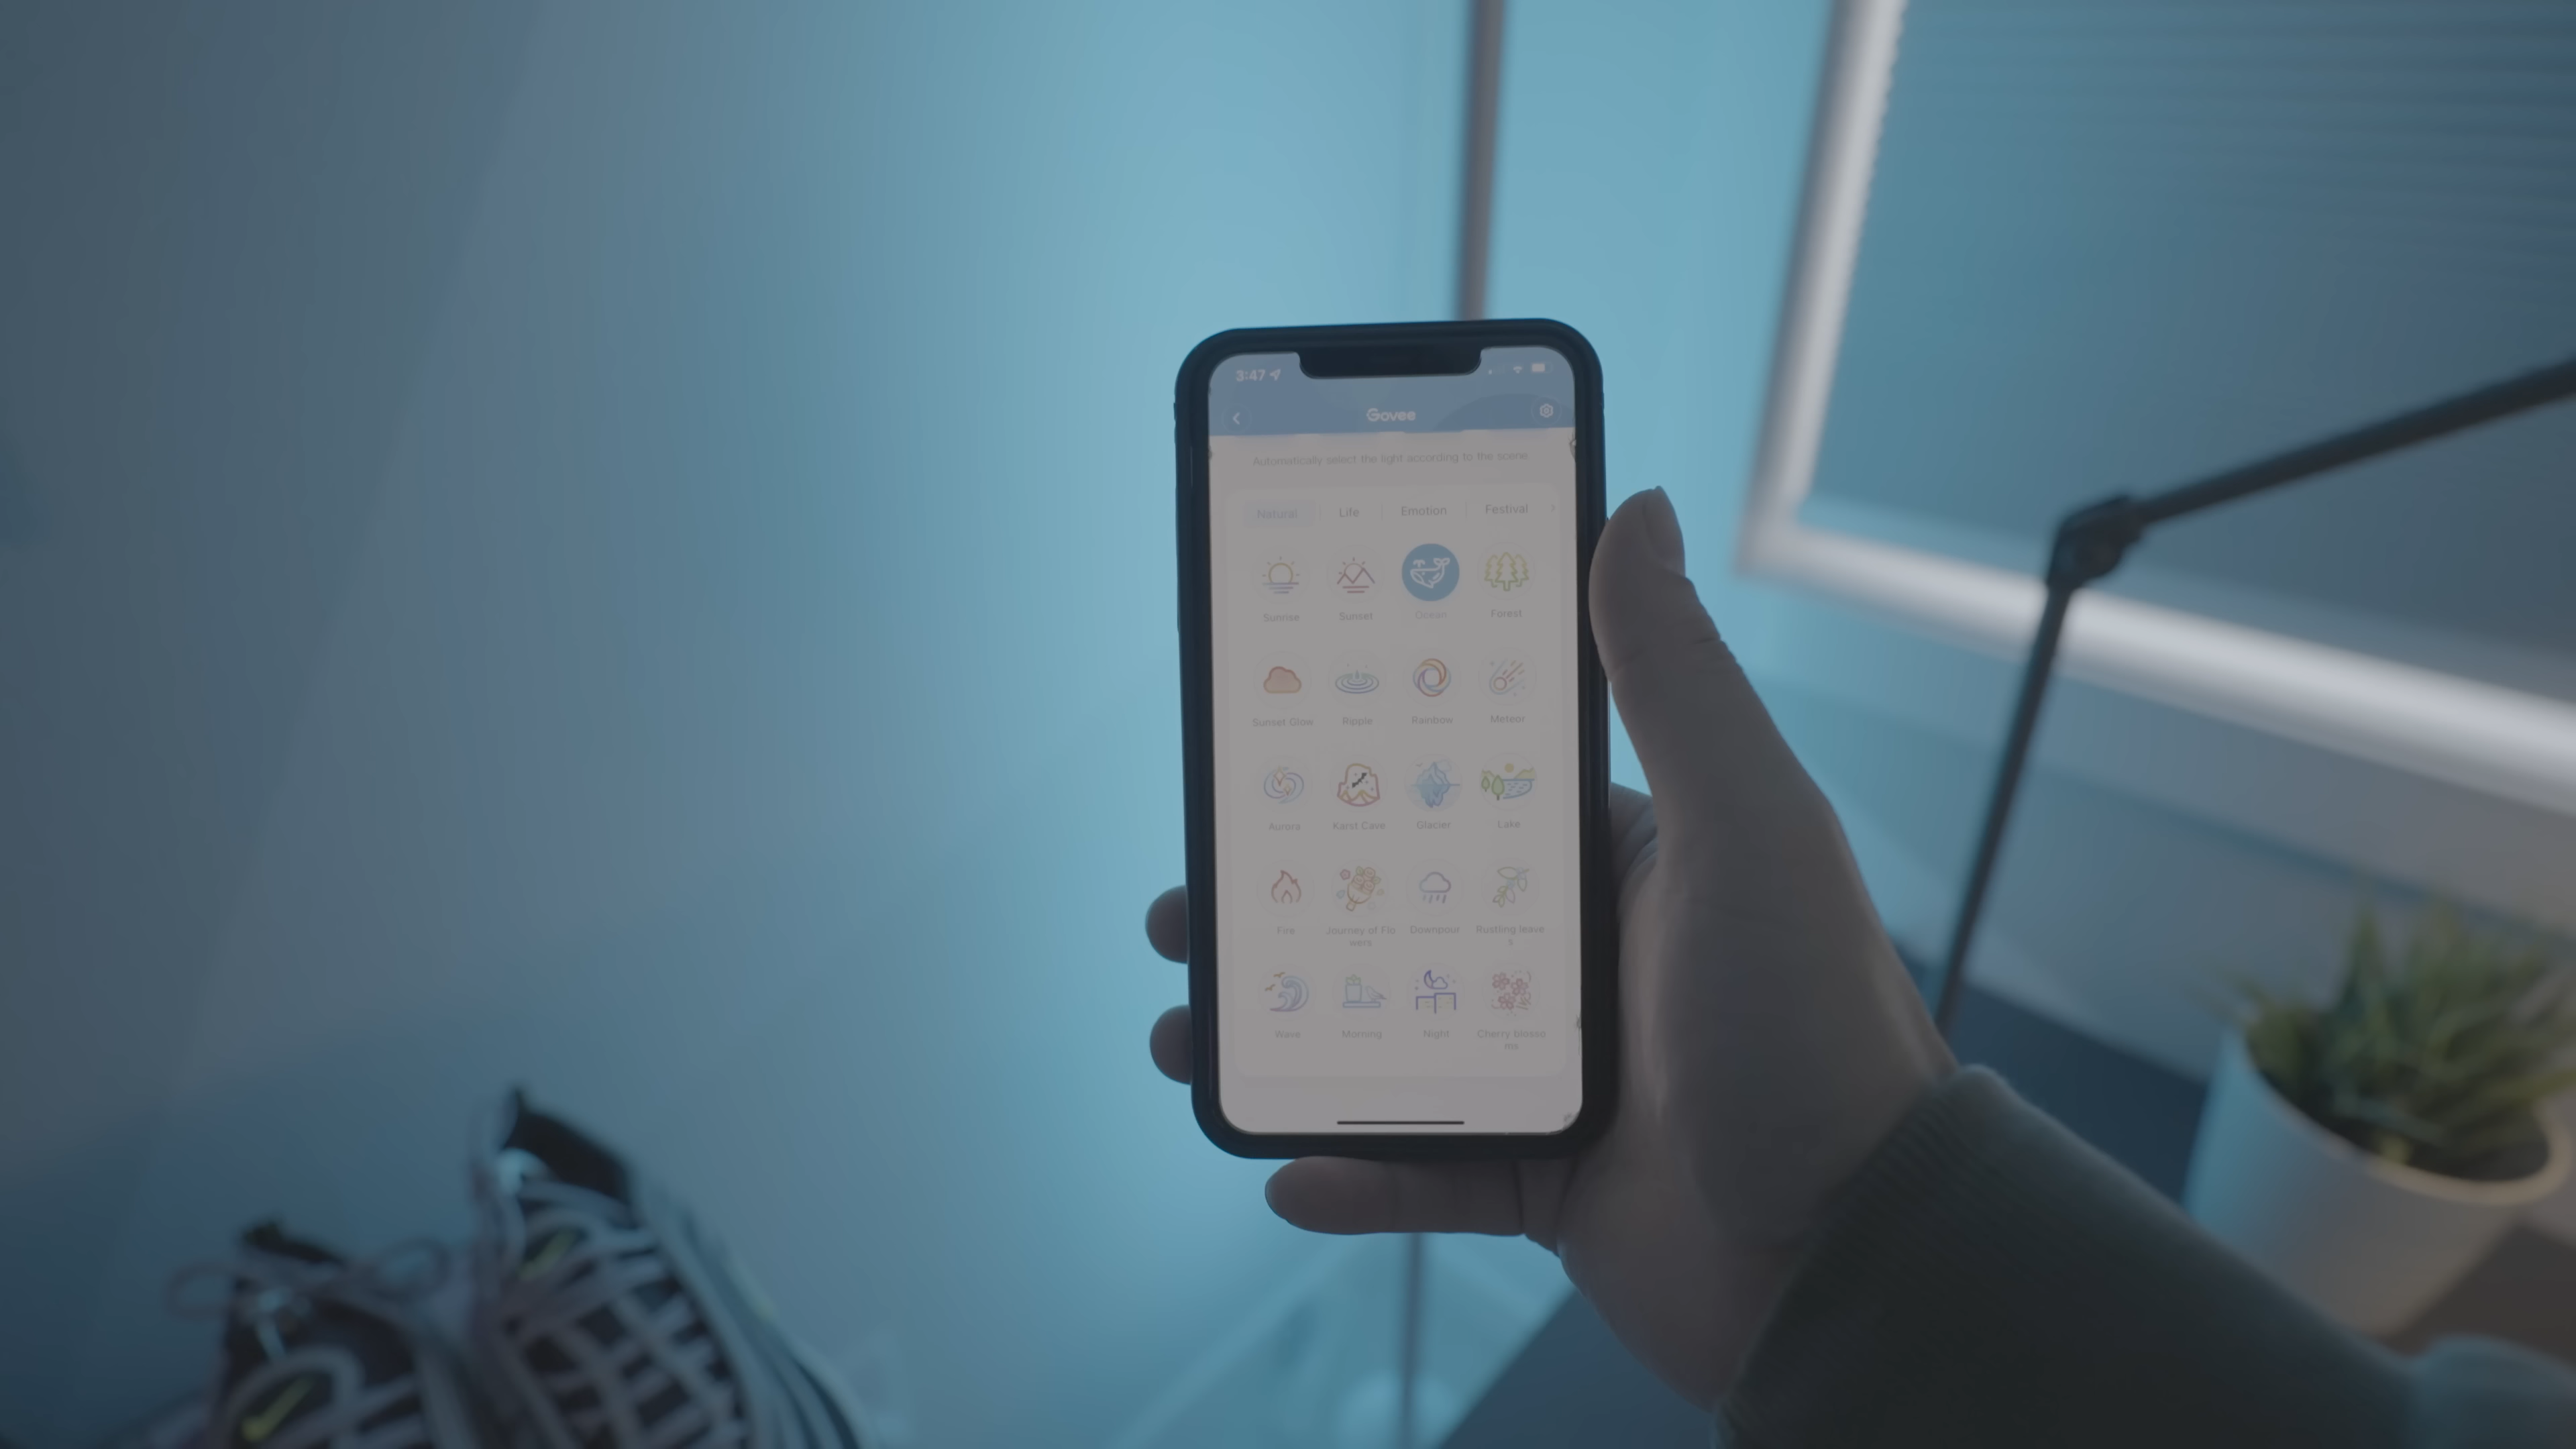 3:47
Govee
Automatically select the light according to the scene
Natural Life Emotion Festival
Sunrise Sunset Ocean Forest
Sunset Glow Ripple Rainbow Meteor
Aurora Karst Cave Glacier Lake
Fire Journey of Flo Downpour Rustling leave
wers s
Wave Morning Night Cherry blosso
ms